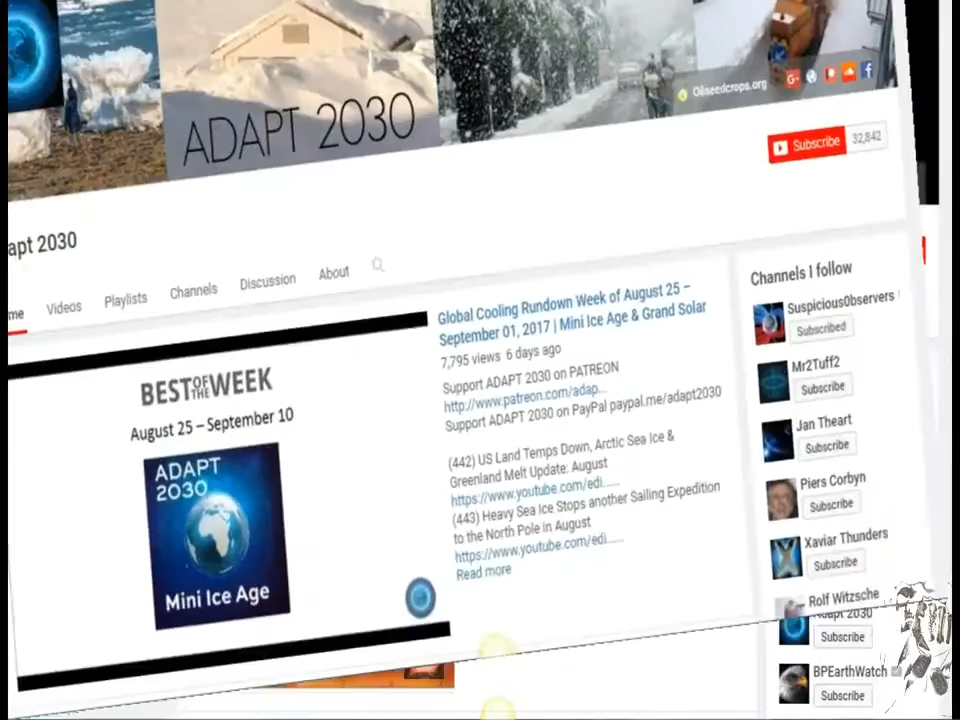 Oilseedcrops.org
ADAPT 2030
Subscribe 32,842
apt 2030
me Videos Playlists Channels Discussion About
BEST OF THE WEEK
August 25 – September 10
ADAPT
2030
Mini Ice Age
Global Cooling Rundown Week of August 25 –
September 01, 2017 | Mini Ice Age & Grand Solar
7,795 views 6 days ago
Support ADAPT 2030 on PATREON
http://www.patreon.com/adap...
Support ADAPT 2030 on PayPal paypal.me/adapt2030
(442) US Land Temps Down, Arctic Sea Ice &
Greenland Melt Update: August
https://www.youtube.com/edi......
(443) Heavy Sea Ice Stops another Sailing Expedition
to the North Pole in August
https://www.youtube.com/edi......
Read more
Channels I follow
Suspicious0bservers
Subscribed
Mr2Tuff2
Subscribe
Jan Theart
Subscribe
Piers Corbyn
Subscribe
Xaviar Thunders
Subscribe
Rolf Witzsche
Adapt 2030
Subscribe
BPEarthWatch
Subscribe